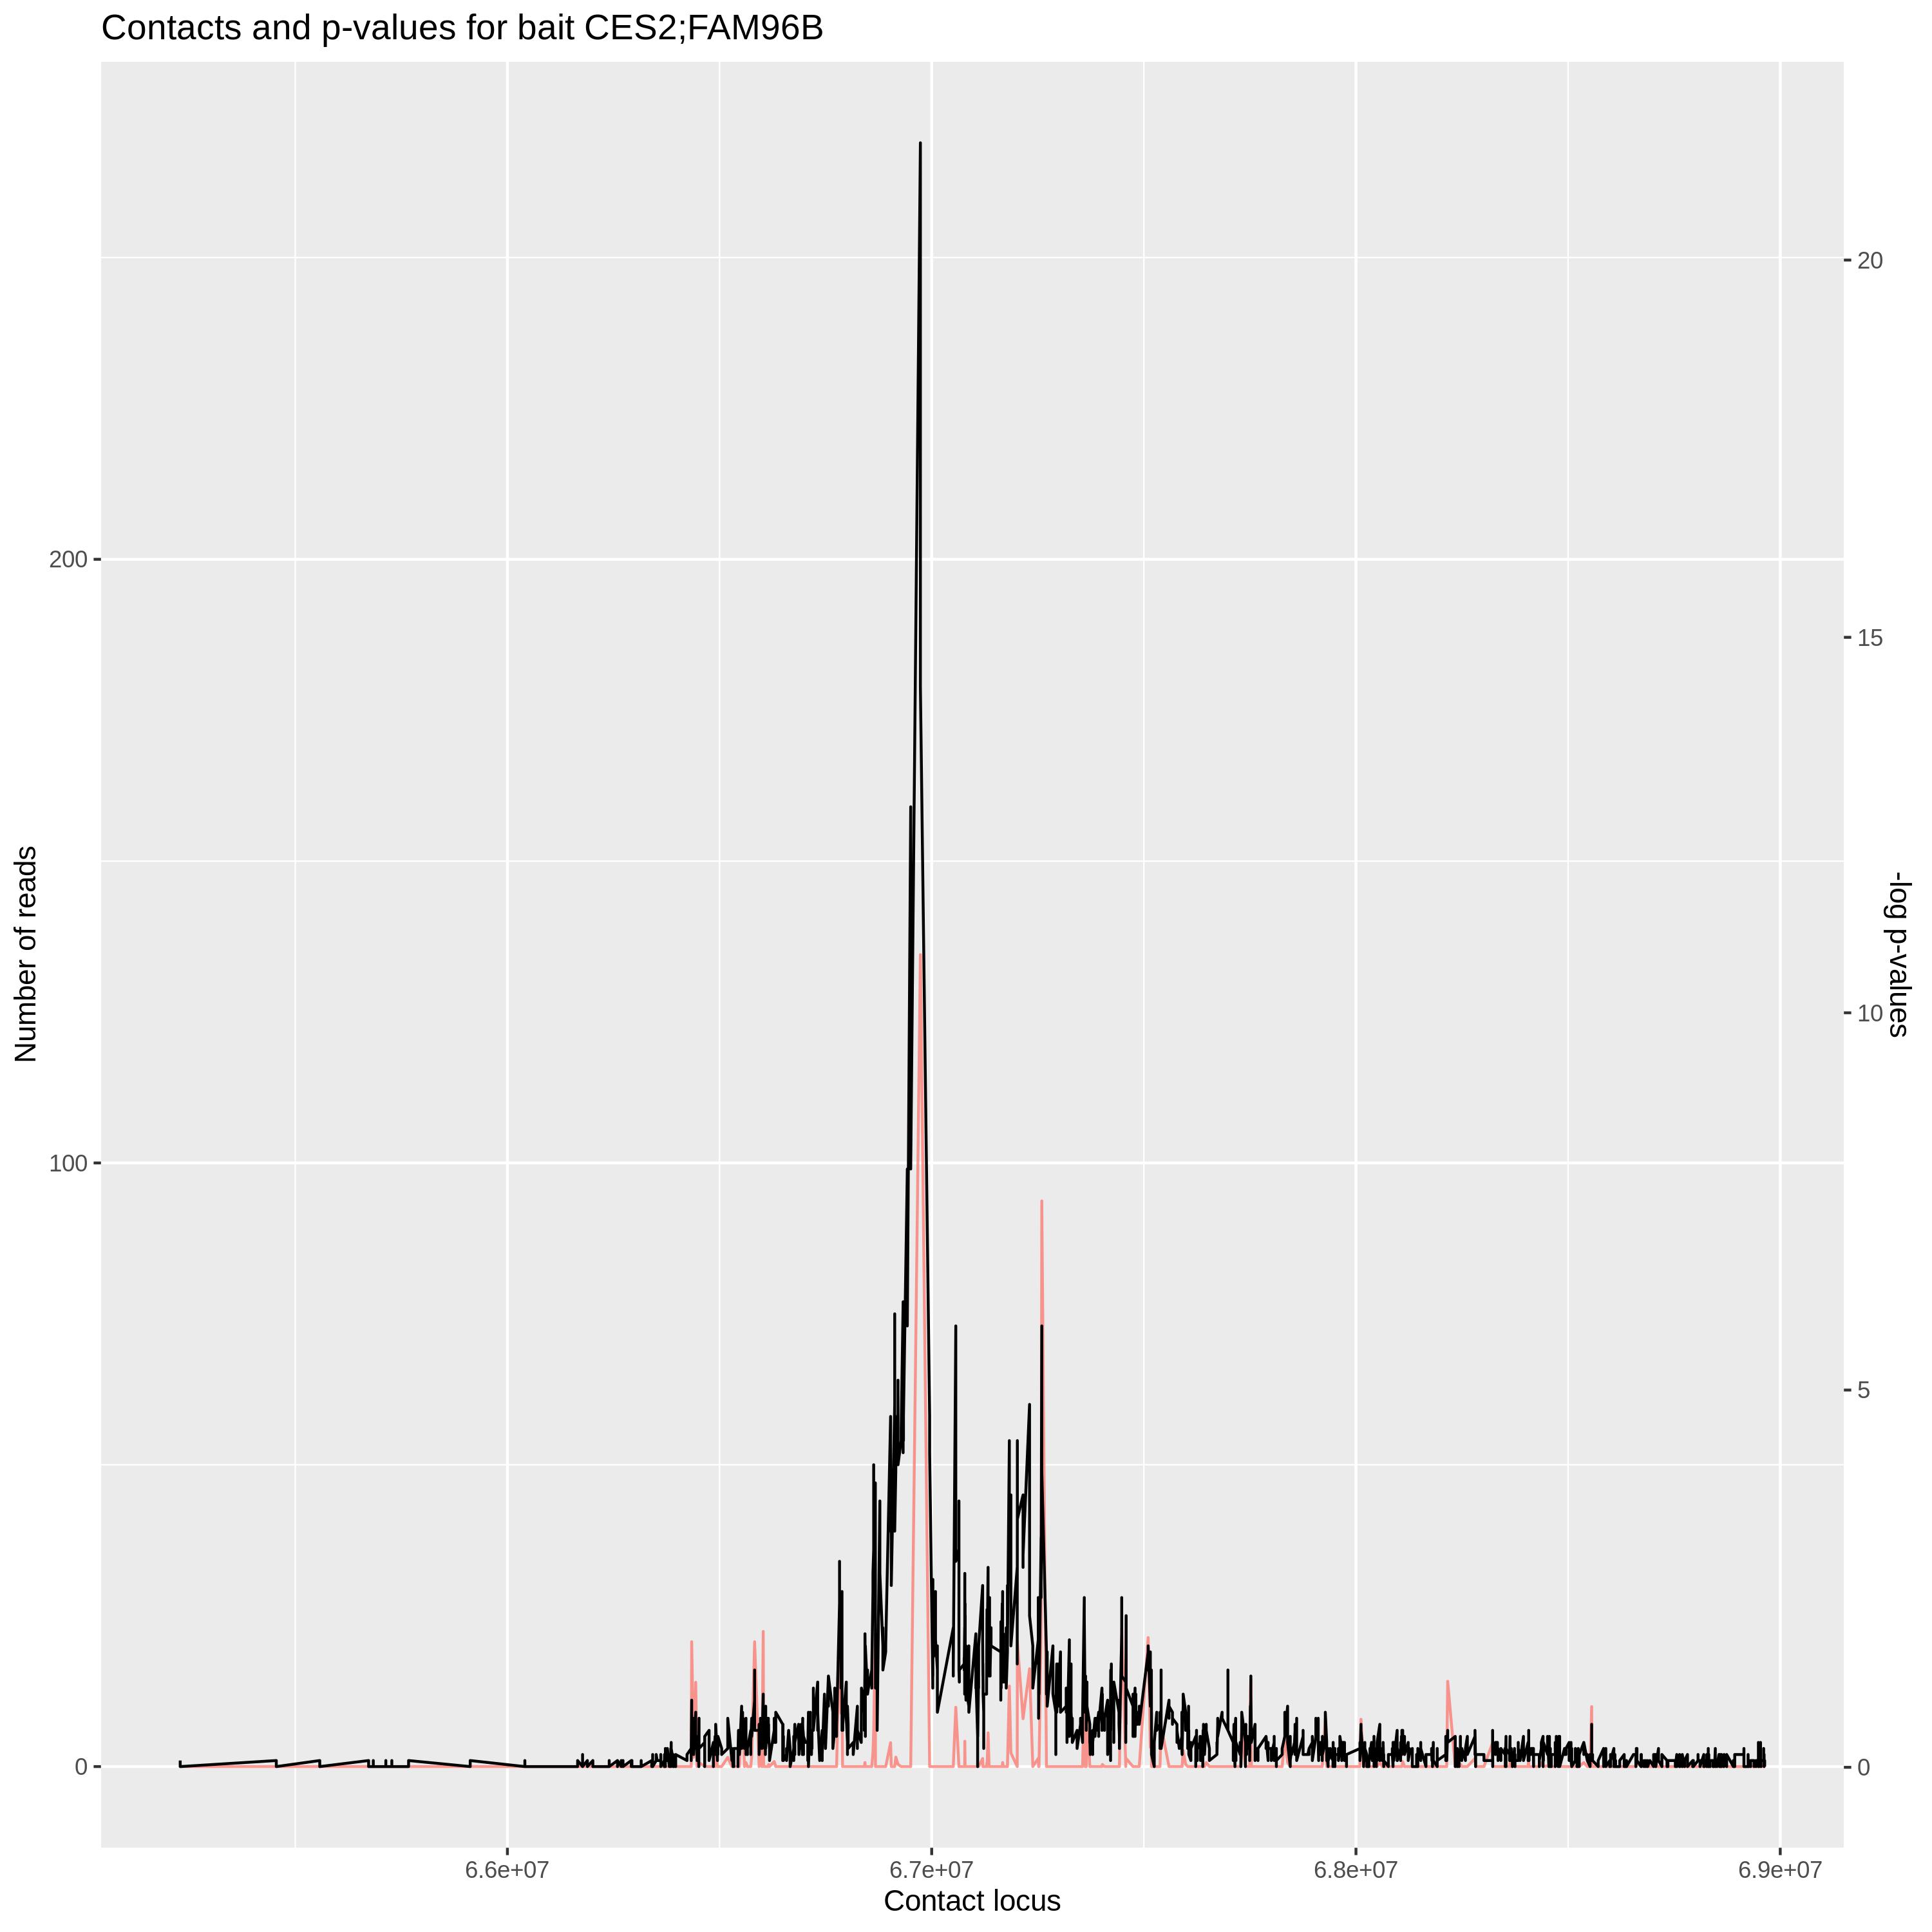 Contacts and p-values for bait CES2;FAM96B
Number of reads
200
100
0
20
15
10
5
0
-log p-values
6.6e+07
6.7e+07
6.8e+07
6.9e+07
Contact locus